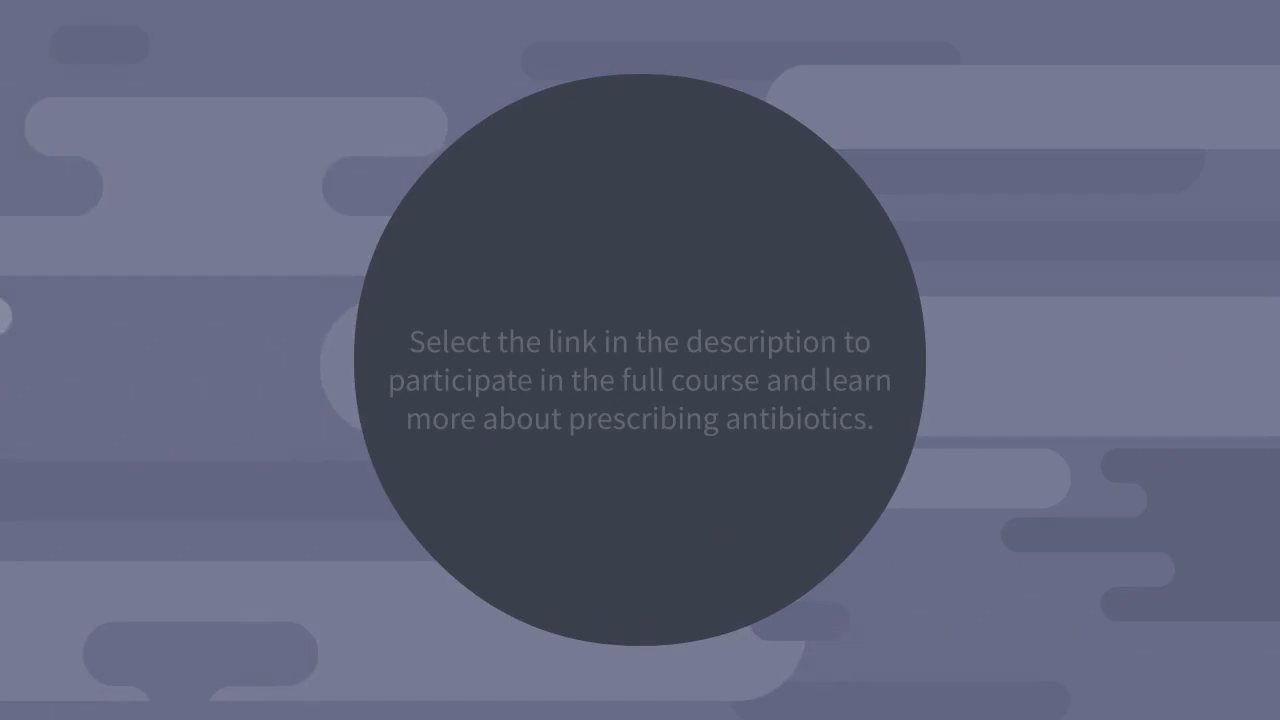 Select the link in the description to
participate in the full course and learn
more about prescribing antibiotics.